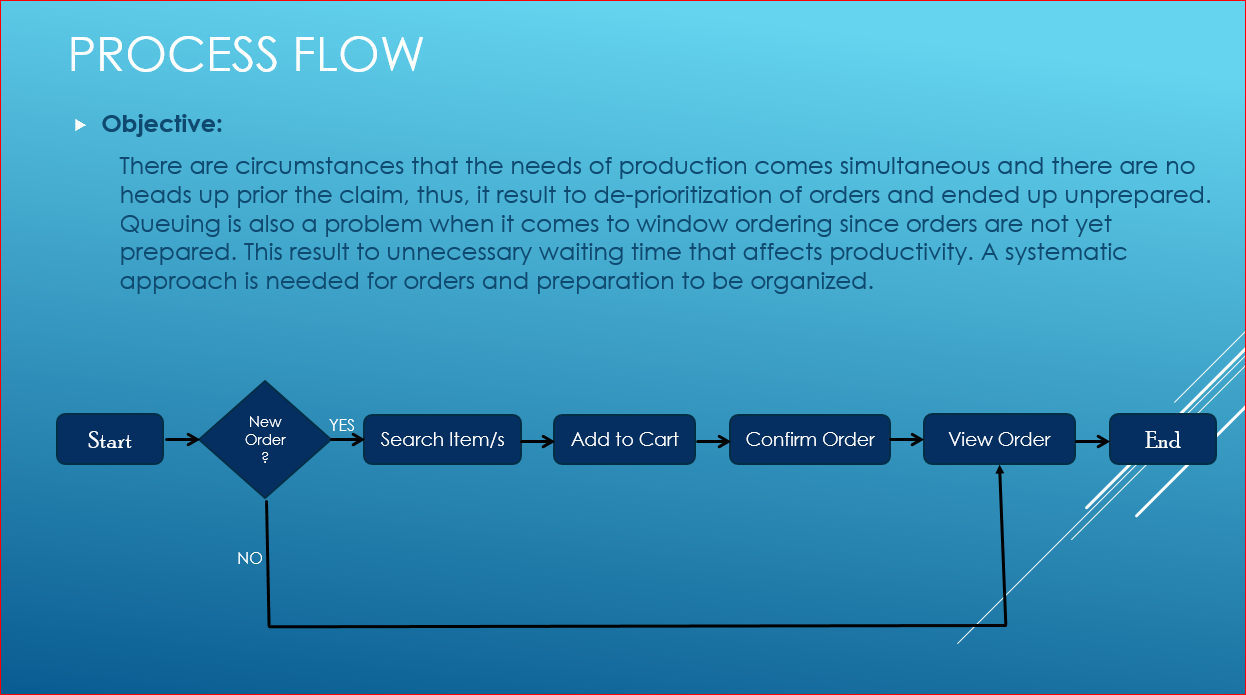 PROCESS FLOW
Objective:
There are circumstances that the needs of production comes simultaneous and there are no
heads up prior the claim, thus, it result to de-prioritization of orders and ended up unprepared.
Queuing is also a problem when it comes to window ordering since orders are not yet
prepared. This result to unnecessary waiting time that affects productivity. A systematic
approach is needed for orders and preparation to be organized.
Start
New
Order
?
YES
Search Item/s
Add to Cart
Confirm Order
View Order
End
NO